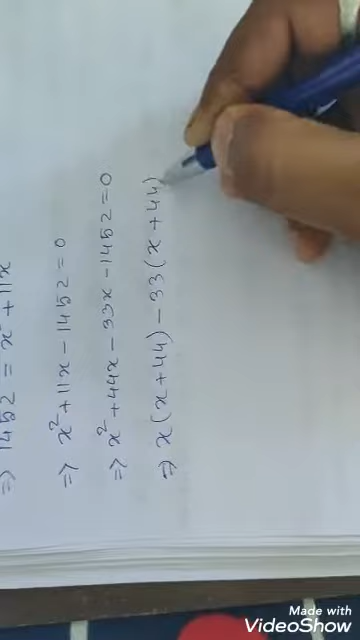 ⇒ 1452 = x² + 11x
⇒ x² + 11x - 1452 = 0
⇒ x² + 44x - 33x - 1452 = 0
⇒ x(x + 44) - 33(x + 44)
Made with
VideoShow